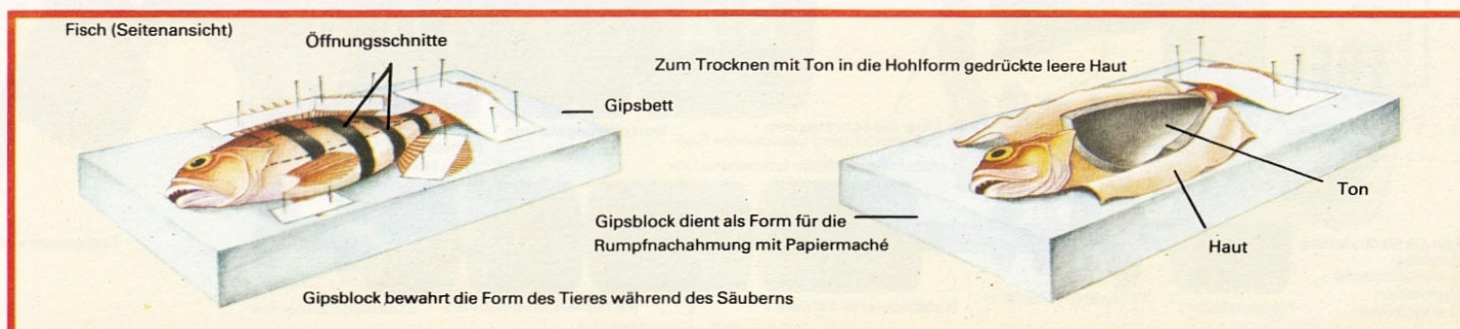 Fisch (Seitenansicht)
Öffnungsschnitte
Gipsbett
Gipsblock bewahrt die Form des Tieres während des Säuberns
Zum Trocknen mit Ton in die Hohlform gedrückte leere Haut
Ton
Haut
Gipsblock dient als Form für die
Rumpfnachahmung mit Papiermaché